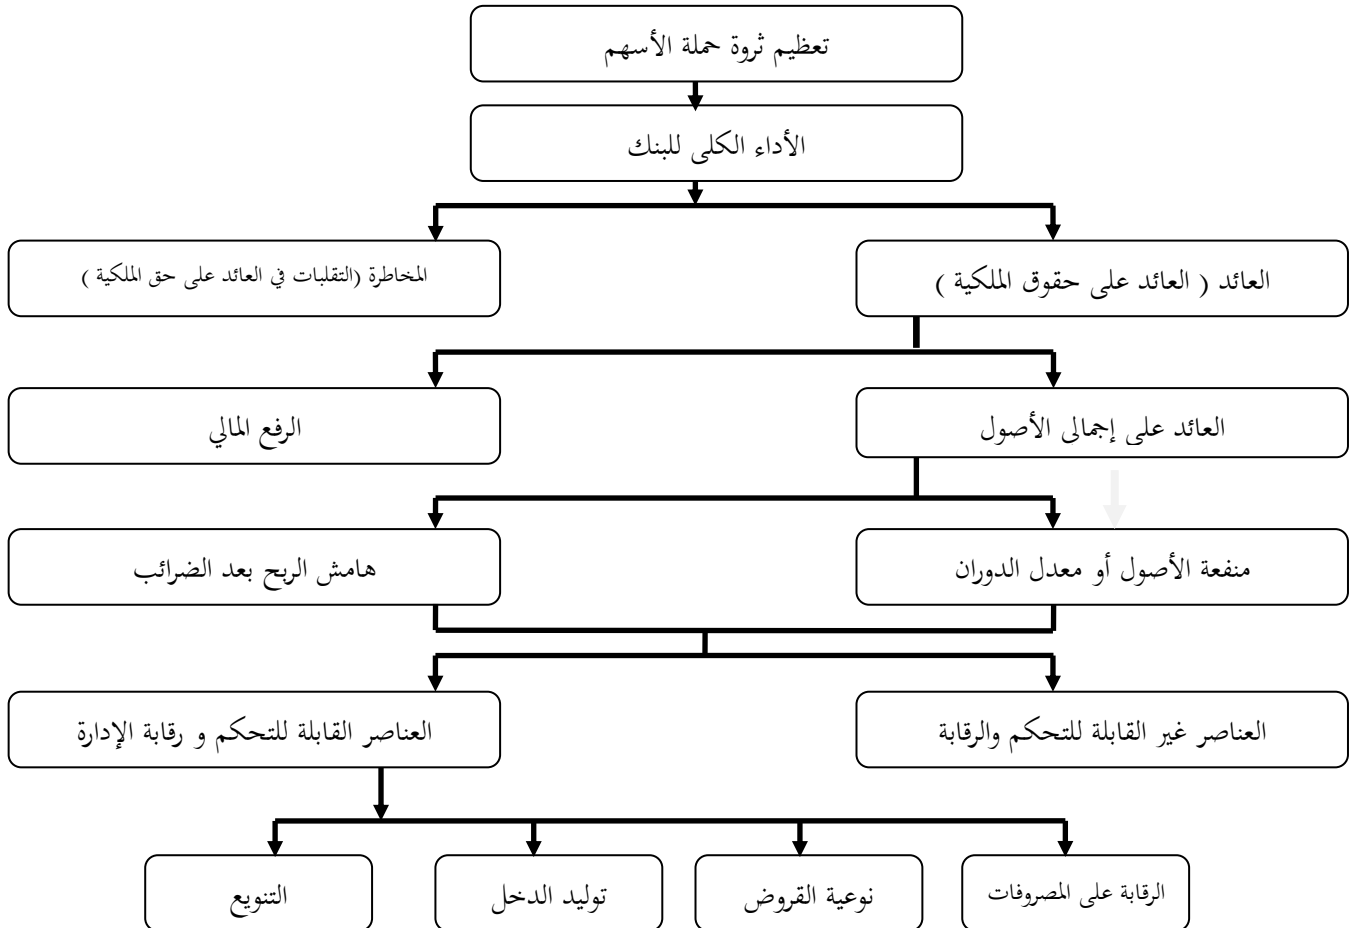 تعظيم ثروة حملة الأسهم
الأداء الكلى للبنك
العائد ( العائد على حقوق الملكية )
المخاطرة (التقلبات في العائد على حق الملكية )
العائد على إجمالى الأصول
الرفع المالي
منفعة الأصول أو معدل الدوران
هامش الربح بعد الضرائب
العناصر غير القابلة للتحكم والرقابة
العناصر القابلة للتحكم و رقابة الإدارة
الرقابة على المصروفات
نوعية القروض
توليد الدخل
التنويع